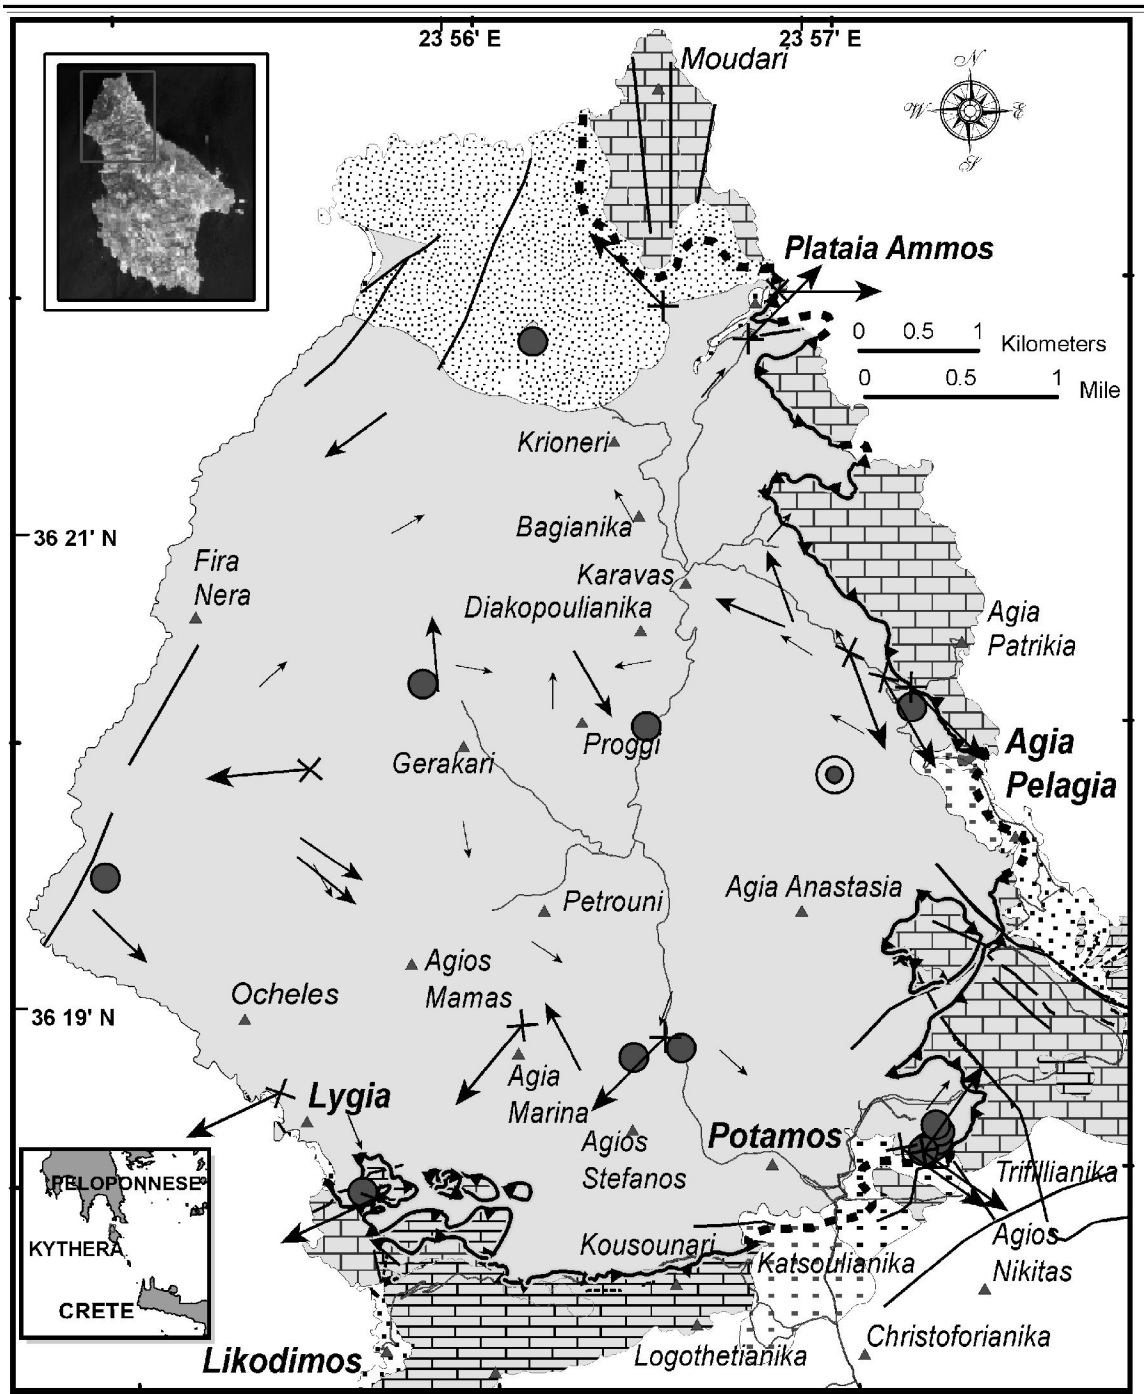 23 56' E
23 57' E
Moudari
N
W
E
S
Plataia Ammos
0 0.5 1
Kilometers
0 0.5 1
Mile
Krioneri
36 21' N
Bagianika
Fira
Nera
Karavas
Diakopoulianika
Agia
Patrikia
Proggi
Gerakari
Agia
Pelagia
Petrouni
Agia Anastasia
Agios
Mamas
Ocheles
36 19' N
Agia
Marina
Lygia
Agios
Stefanos
Potamos
Trifillianika
PELOPONNESE
KYTHERA
CRETE
Kousounari
Katsoulianika
Agios
Nikitas
Likodimos
Logothetianika
Christoforianika